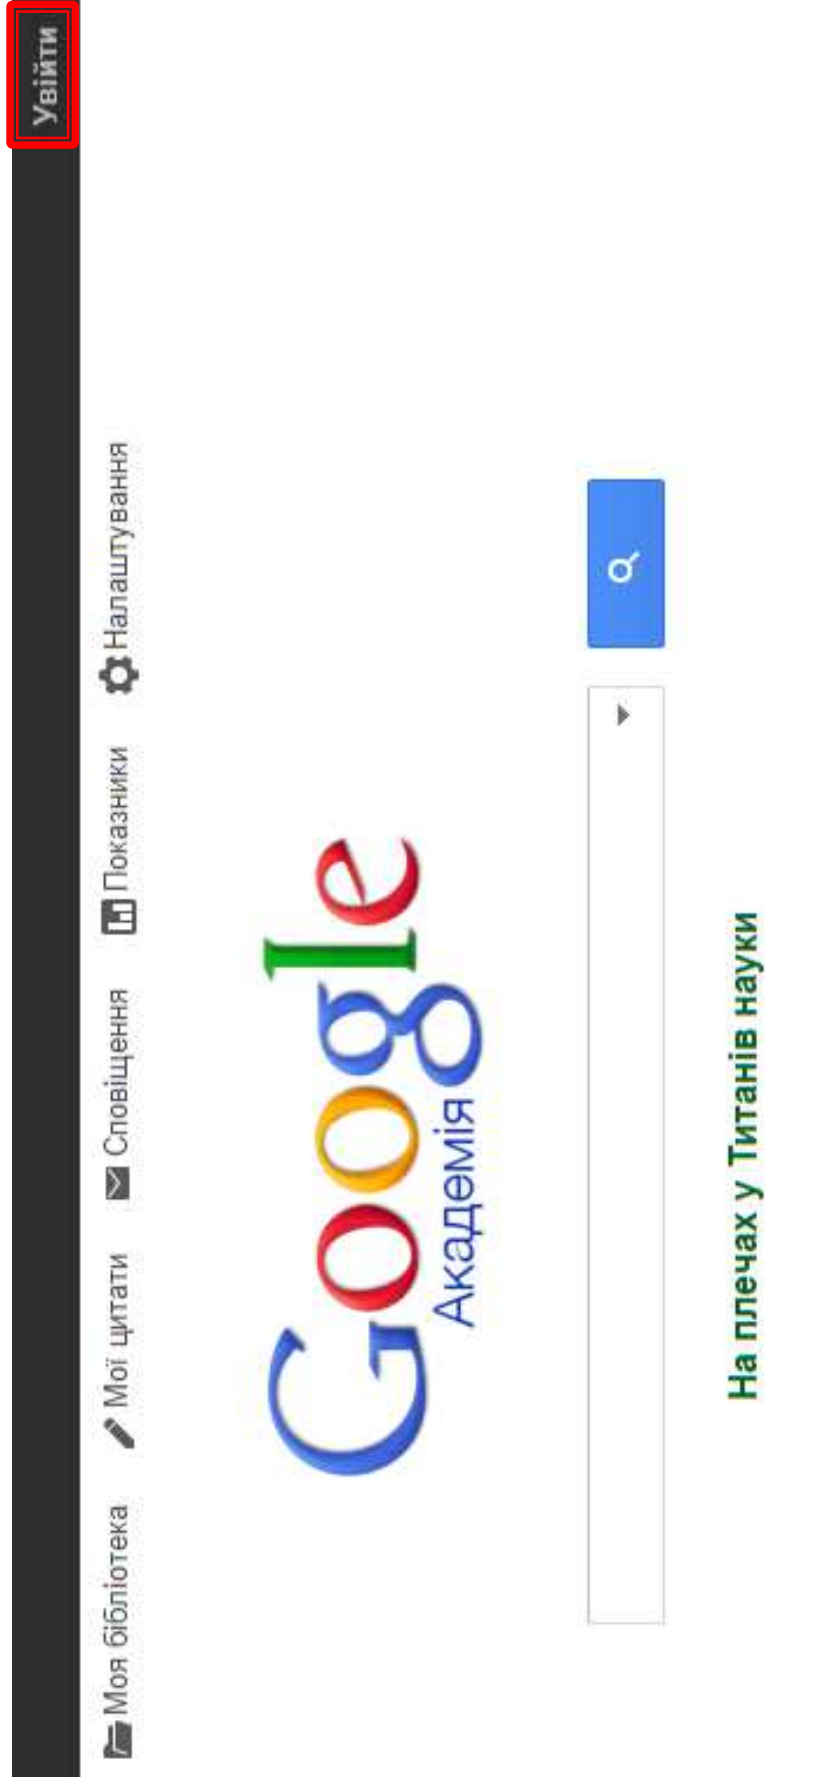 Увійти
Моя бібліотека
Мої цитати
Сповіщення
Показники
Налаштування
Google
Академія
На плечах у Титанів науки